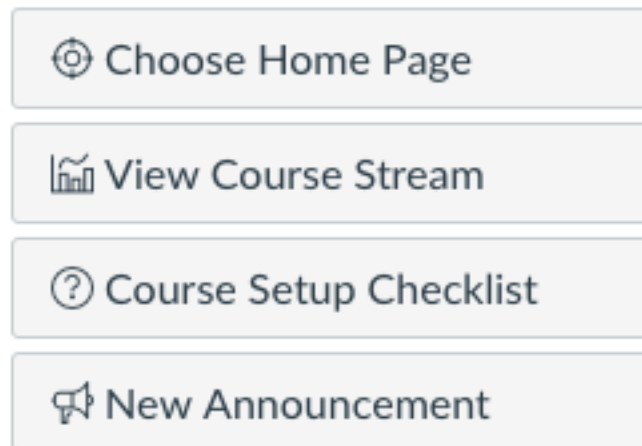 Choose Home Page
View Course Stream
Course Setup Checklist
New Announcement